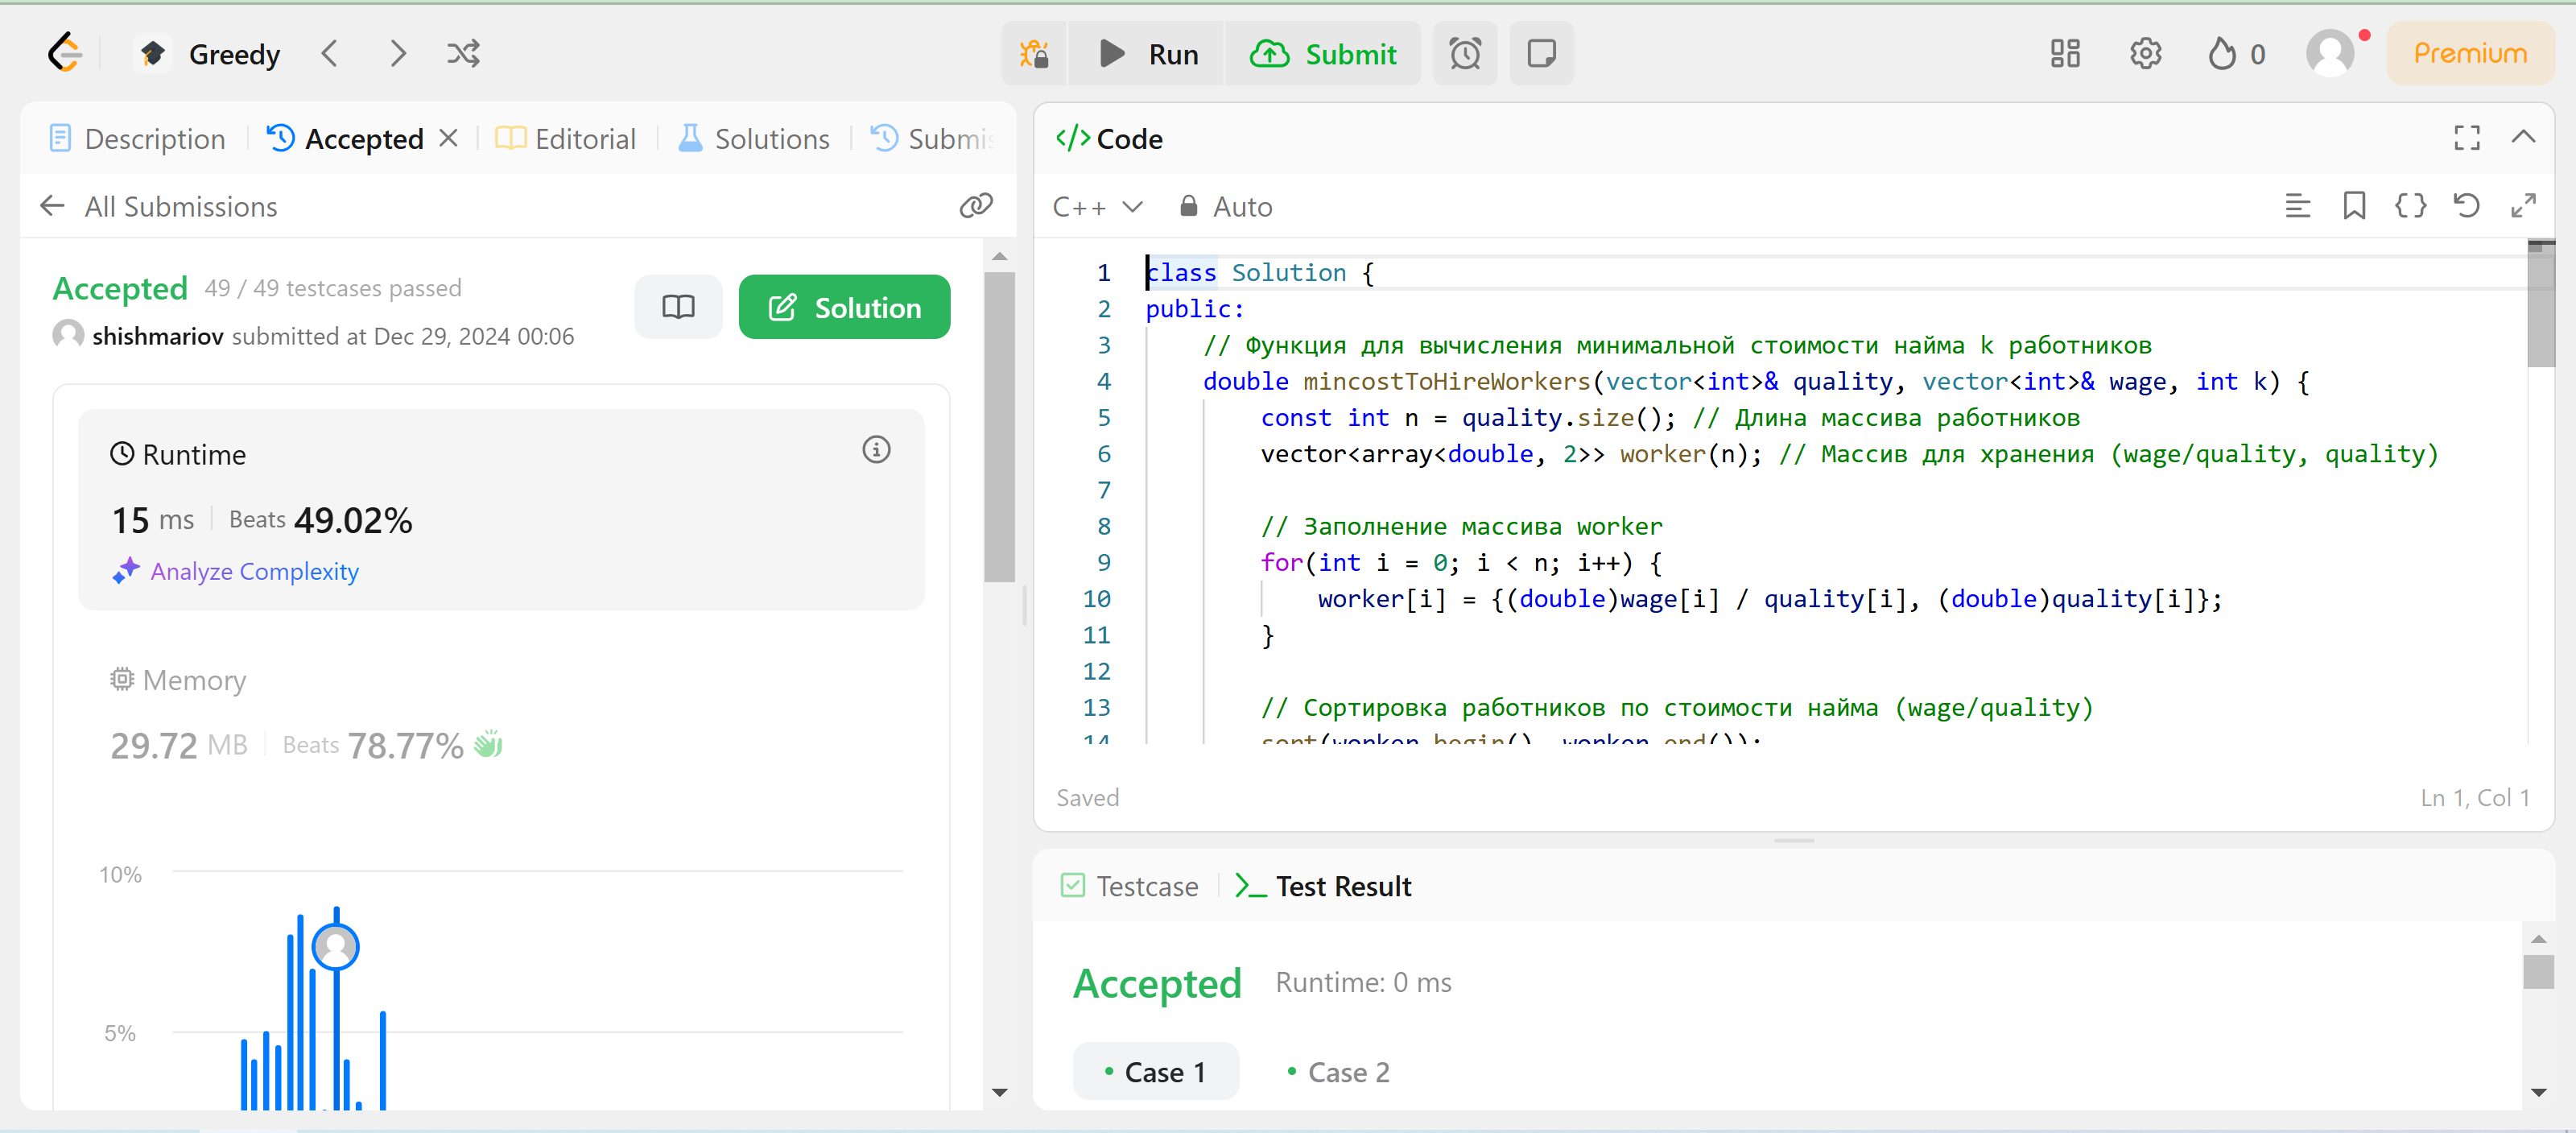 Greedy
Run
Submit
0
Premium
Description
Accepted
Editorial
Solutions
Submis
All Submissions
Accepted 49 / 49 testcases passed
shishmariov submitted at Dec 29, 2024 00:06
Solution
Runtime
15 ms Beats 49.02%
Analyze Complexity
Memory
29.72 MB Beats 78.77%
10%
5%
</> Code
C++ Auto
1 class Solution {
2 public:
3 // Функция для вычисления минимальной стоимости найма k работников
4 double mincostToHireWorkers(vector<int>& quality, vector<int>& wage, int k) {
5 const int n = quality.size(); // Длина массива работников
6 vector<array<double, 2>> worker(n); // Массив для хранения (wage/quality, quality)
7
8 // Заполнение массива worker
9 for(int i = 0; i < n; i++) {
10 worker[i] = {(double)wage[i] / quality[i], (double)quality[i]};
11 }
12
13 // Сортировка работников по стоимости найма (wage/quality)
14 sort(worker.begin(), worker.end());
Saved
Ln 1, Col 1
Testcase
Test Result
Accepted Runtime: 0 ms
Case 1
Case 2